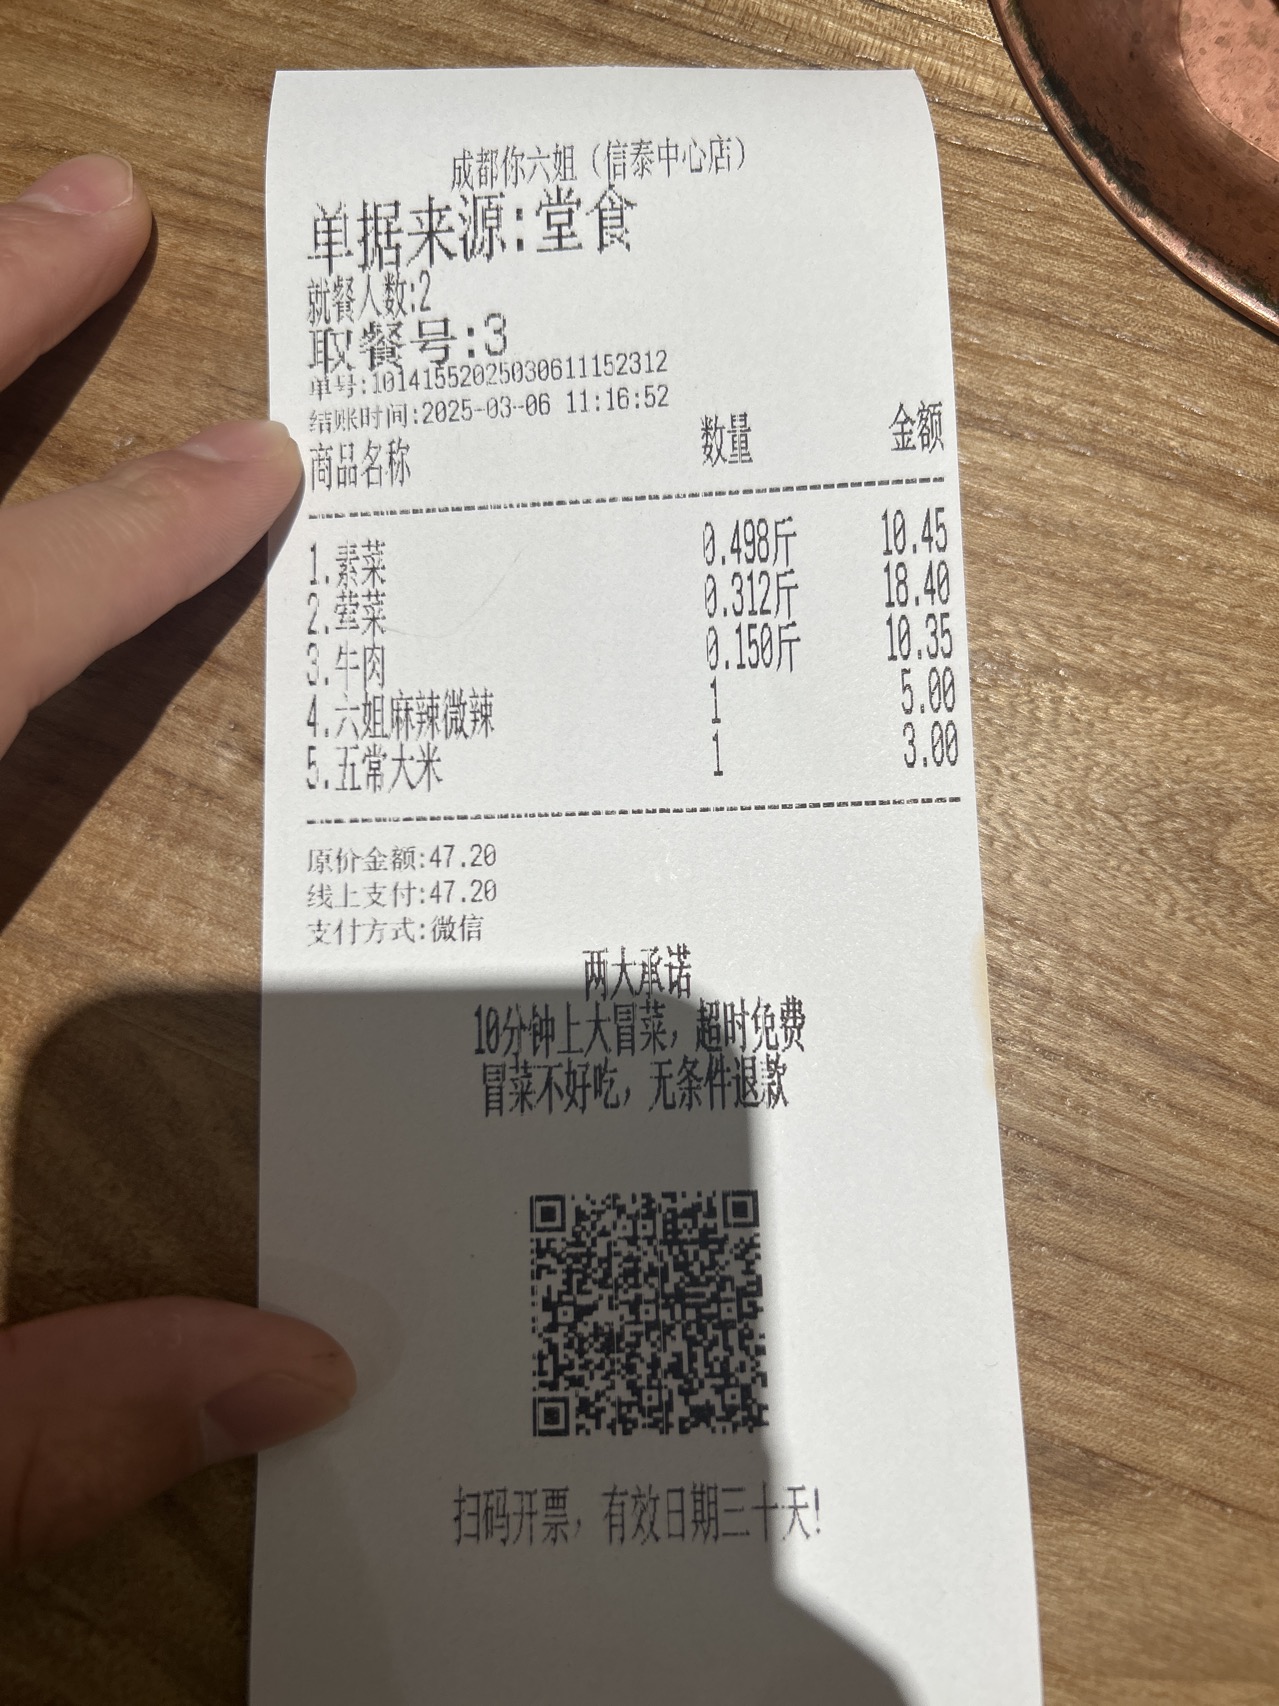 成都你六姐（信泰中心店）
单据来源:堂食
就餐人数:2
取餐号:3
单号:10141552025030611152312
结账时间:2025-03-06 11:16:52
商品名称 数量 金额
1.素菜 0.498斤 10.45
2.荤菜 0.312斤 18.40
3.牛肉 0.150斤 10.35
4.六姐麻辣微辣 1 5.00
5.五常大米 1 3.00
原价金额:47.20
线上支付:47.20
支付方式:微信
两大承诺
10分钟上大冒菜，超时免费
冒菜不好吃，无条件退款
扫码开票，有效日期三十天!